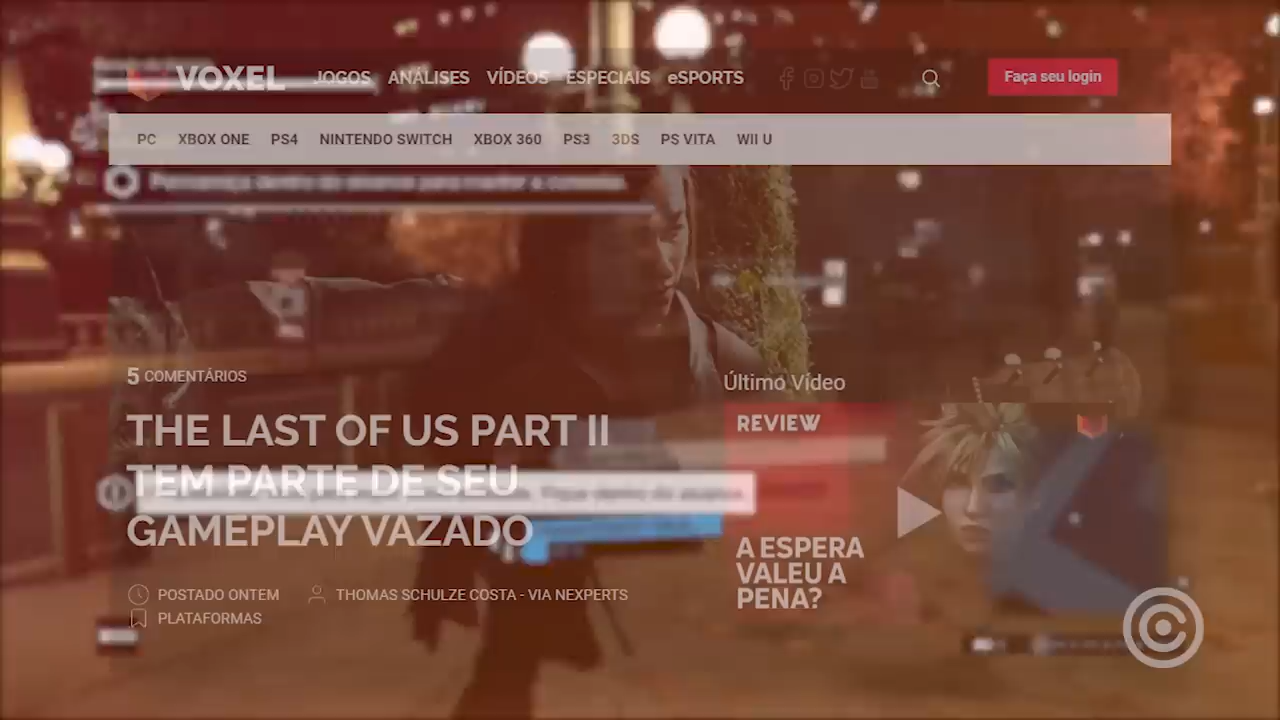 VOXEL JOGOS ANÁLISES VÍDEOS ESPECIAIS eSPORTS Faça seu login
PC XBOX ONE PS4 NINTENDO SWITCH XBOX 360 PS3 3DS PS VITA WII U
5 COMENTÁRIOS
THE LAST OF US PART II
TEM PARTE DE SEU
GAMEPLAY VAZADO
POSTADO ONTEM THOMAS SCHULZE COSTA - VIA NEXPERTS
PLATAFORMAS
Último Vídeo
REVIEW
A ESPERA
VALEU A
PENA?